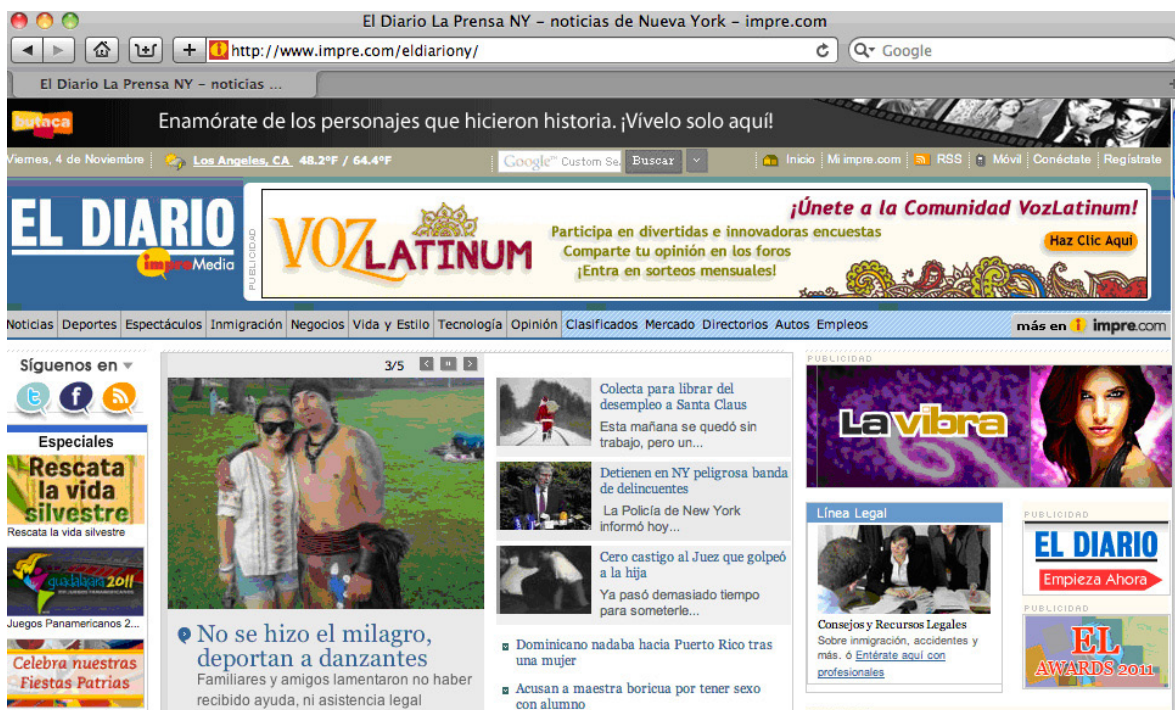 El Diario La Prensa NY – noticias de Nueva York – impre.com
http://www.impre.com/eldiariony/
Google
El Diario La Prensa NY – noticias ...
butaca
Enamórate de los personajes que hicieron historia. ¡Vívelo solo aquí!
Viernes, 4 de Noviembre
Los Angeles, CA 48.2°F / 64.4°F
Google™ Custom Se. Buscar
Inicio Mi impre.com RSS Móvil Conéctate Regístrate
EL DIARIO
impreMedia
PUBLICIDAD
VOZLATINUM
¡Únete a la Comunidad VozLatinum!
Participa en divertidas e innovadoras encuestas
Comparte tu opinión en los foros
¡Entra en sorteos mensuales!
Haz Clic Aquí
Noticias Deportes Espectáculos Inmigración Negocios Vida y Estilo Tecnología Opinión Clasificados Mercado Directorios Autos Empleos
más en impre.com
Síguenos en
Especiales
Rescata
la vida
silvestre
Rescata la vida silvestre
guadalajara 2011
Juegos Panamericanos 2...
Celebra nuestras
Fiestas Patrias
3/5
No se hizo el milagro,
deportan a danzantes
Familiares y amigos lamentaron no haber
recibido ayuda, ni asistencia legal
Colecta para librar del
desempleo a Santa Claus
Esta mañana se quedó sin
trabajo, pero un...
Detienen en NY peligrosa banda
de delincuentes
La Policía de New York
informó hoy...
Cero castigo al Juez que golpeó
a la hija
Ya pasó demasiado tiempo
para someterle...
Dominicano nadaba hacia Puerto Rico tras
una mujer
Acusan a maestra boricua por tener sexo
con alumno
PUBLICIDAD
La vibra
Línea Legal
Consejos y Recursos Legales
Sobre inmigración, accidentes y
más. ó Entérate aquí con
profesionales
PUBLICIDAD
EL DIARIO
Empieza Ahora
PUBLICIDAD
EL
AWARDS 2011